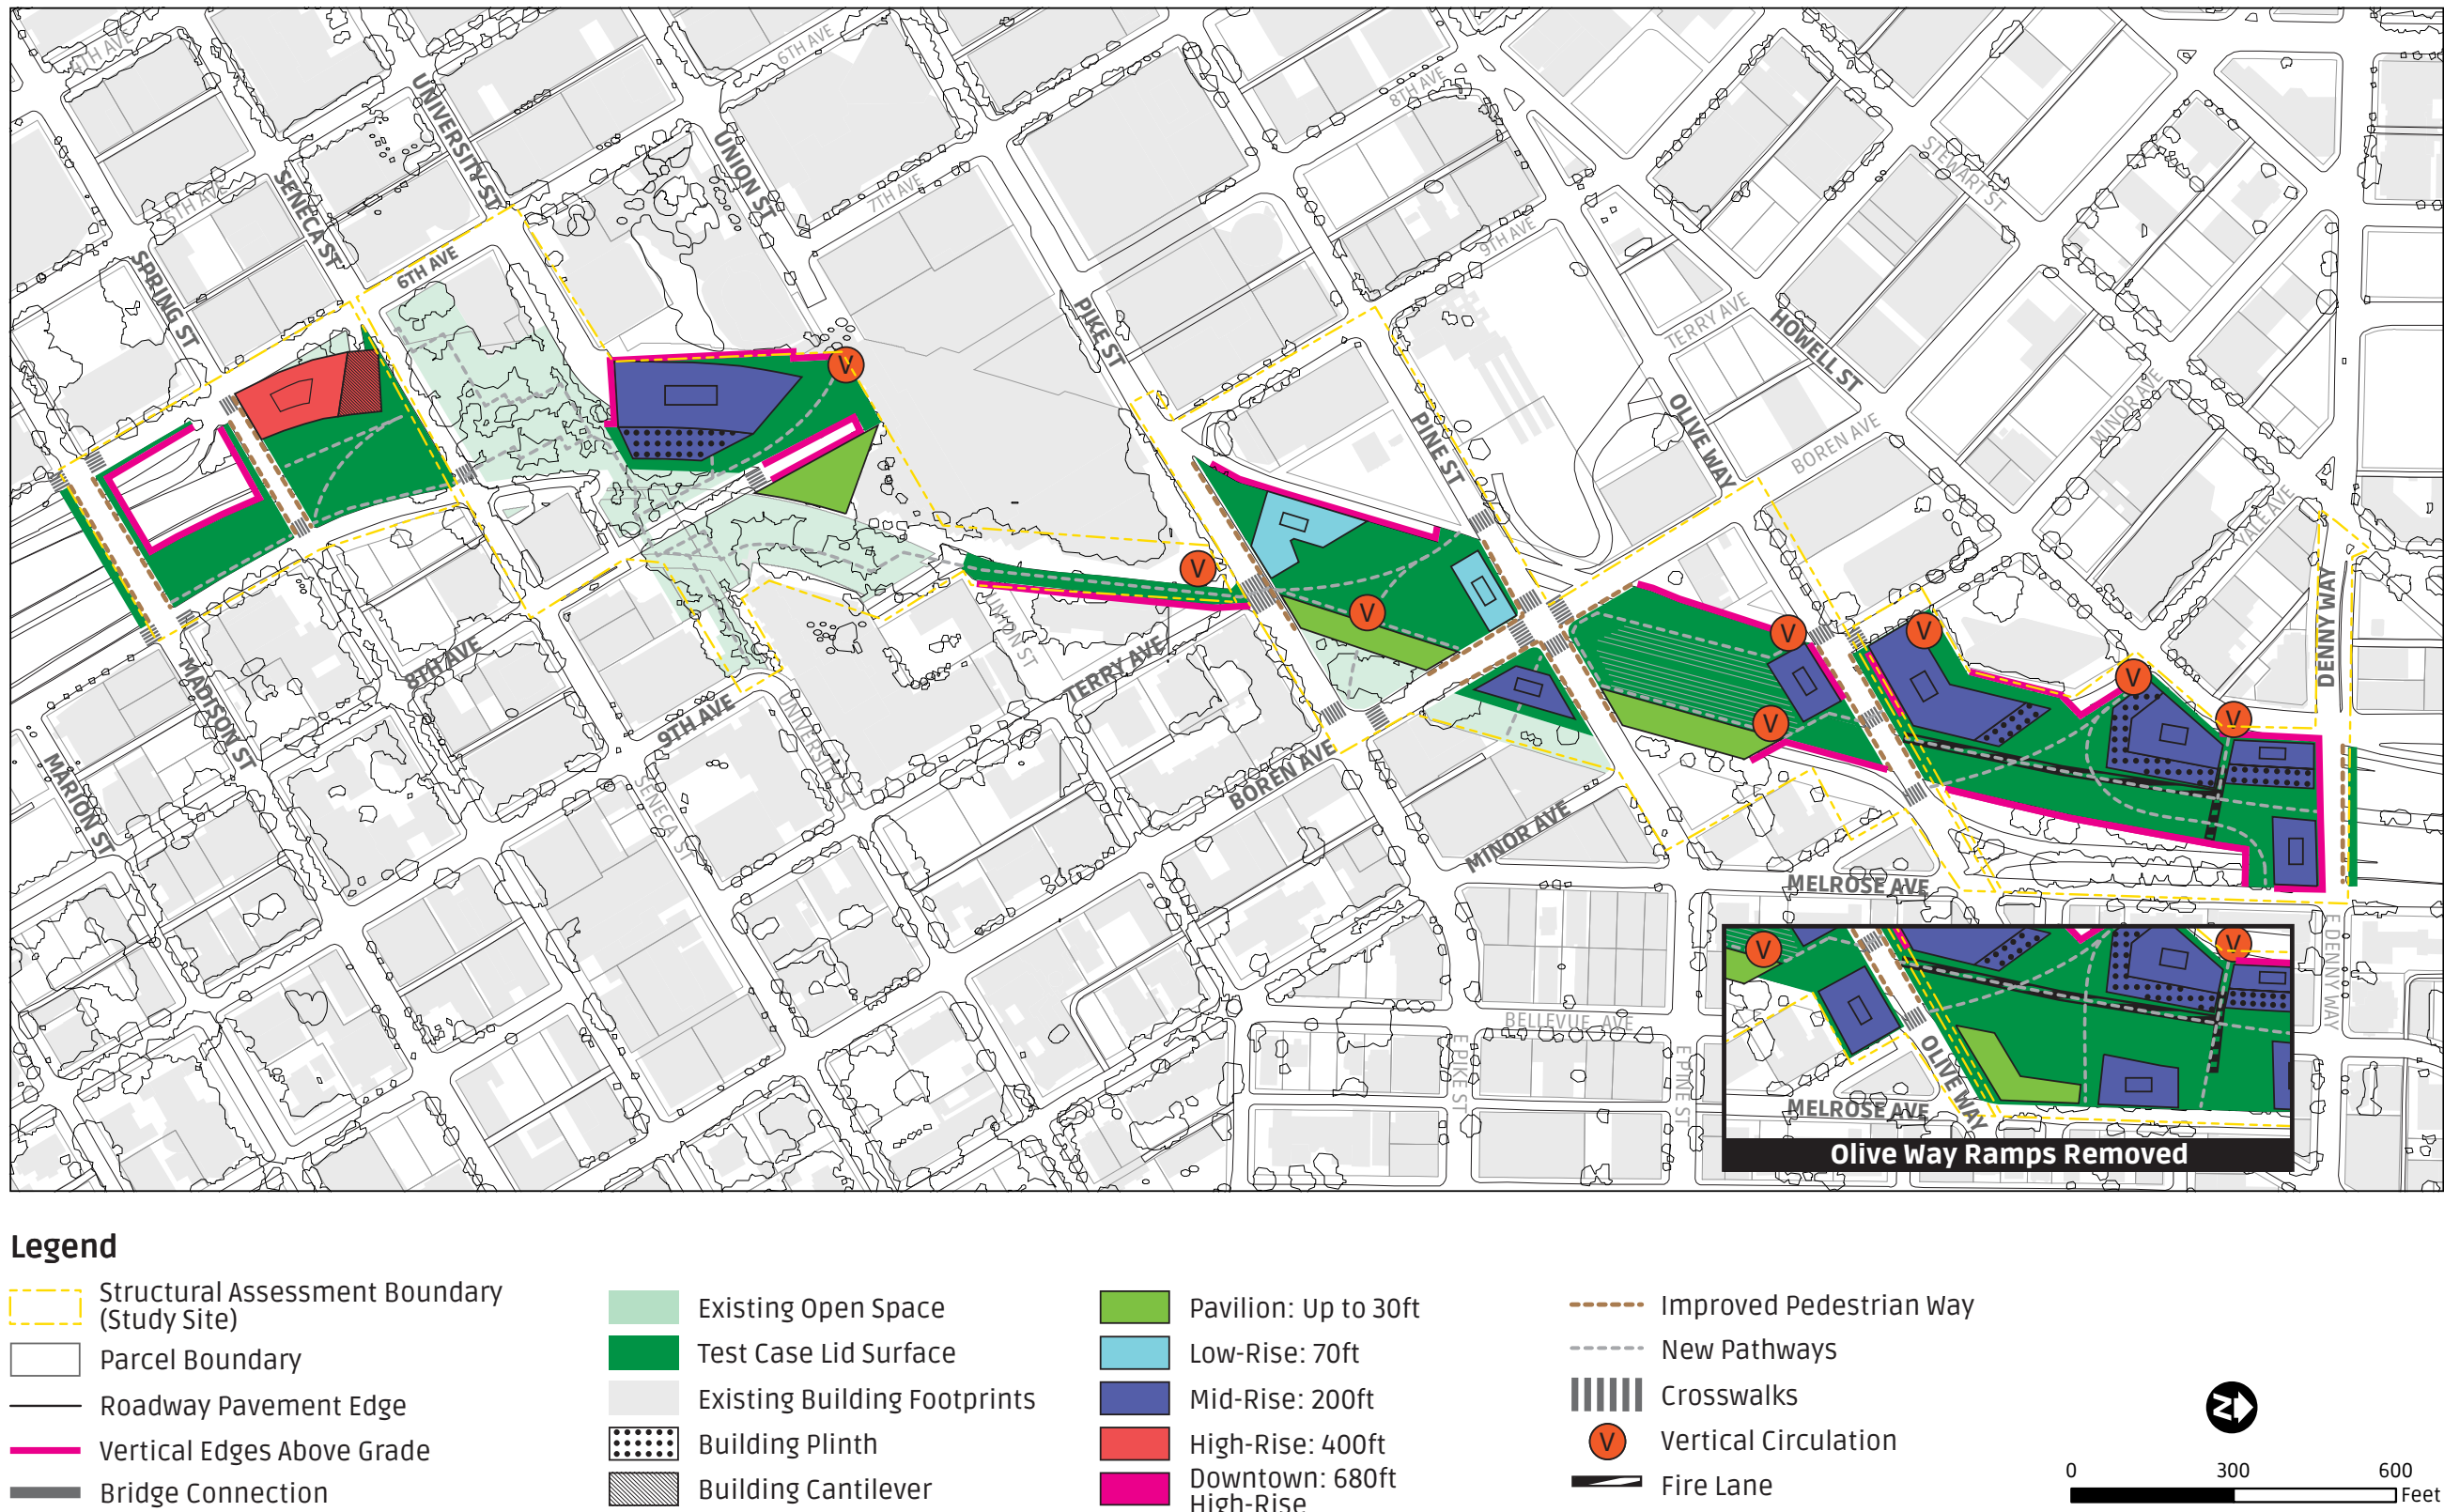 4TH AVE
5TH AVE
6TH AVE
6TH AVE
7TH AVE
8TH AVE
9TH AVE
UNIVERSITY ST
UNION ST
SENECA ST
SPRING ST
PIKE ST
PINE ST
OLIVE WAY
HOWELL ST
TERRY AVE
STEWART ST
BOREN AVE
MINOR AVE
YALE AVE
DENNY WAY
MADISON ST
MARION ST
8TH AVE
9TH AVE
SENECA ST
UNIVERSITY ST
UNION ST
TERRY AVE
BOREN AVE
MINOR AVE
MELROSE AVE
BELLEVUE AVE
E PIKE ST
E PINE ST
E DENNY WAY
V
V
V
V
V
V
V
V
V
V
OLIVE WAY
MELROSE AVE
Olive Way Ramps Removed
Legend
Structural Assessment Boundary
(Study Site)
Parcel Boundary
Roadway Pavement Edge
Vertical Edges Above Grade
Bridge Connection
Existing Open Space
Test Case Lid Surface
Existing Building Footprints
Building Plinth
Building Cantilever
Pavilion: Up to 30ft
Low-Rise: 70ft
Mid-Rise: 200ft
High-Rise: 400ft
Downtown: 680ft
High-Rise
Improved Pedestrian Way
New Pathways
Crosswalks
V
Vertical Circulation
Fire Lane
N
0 300 600
Feet